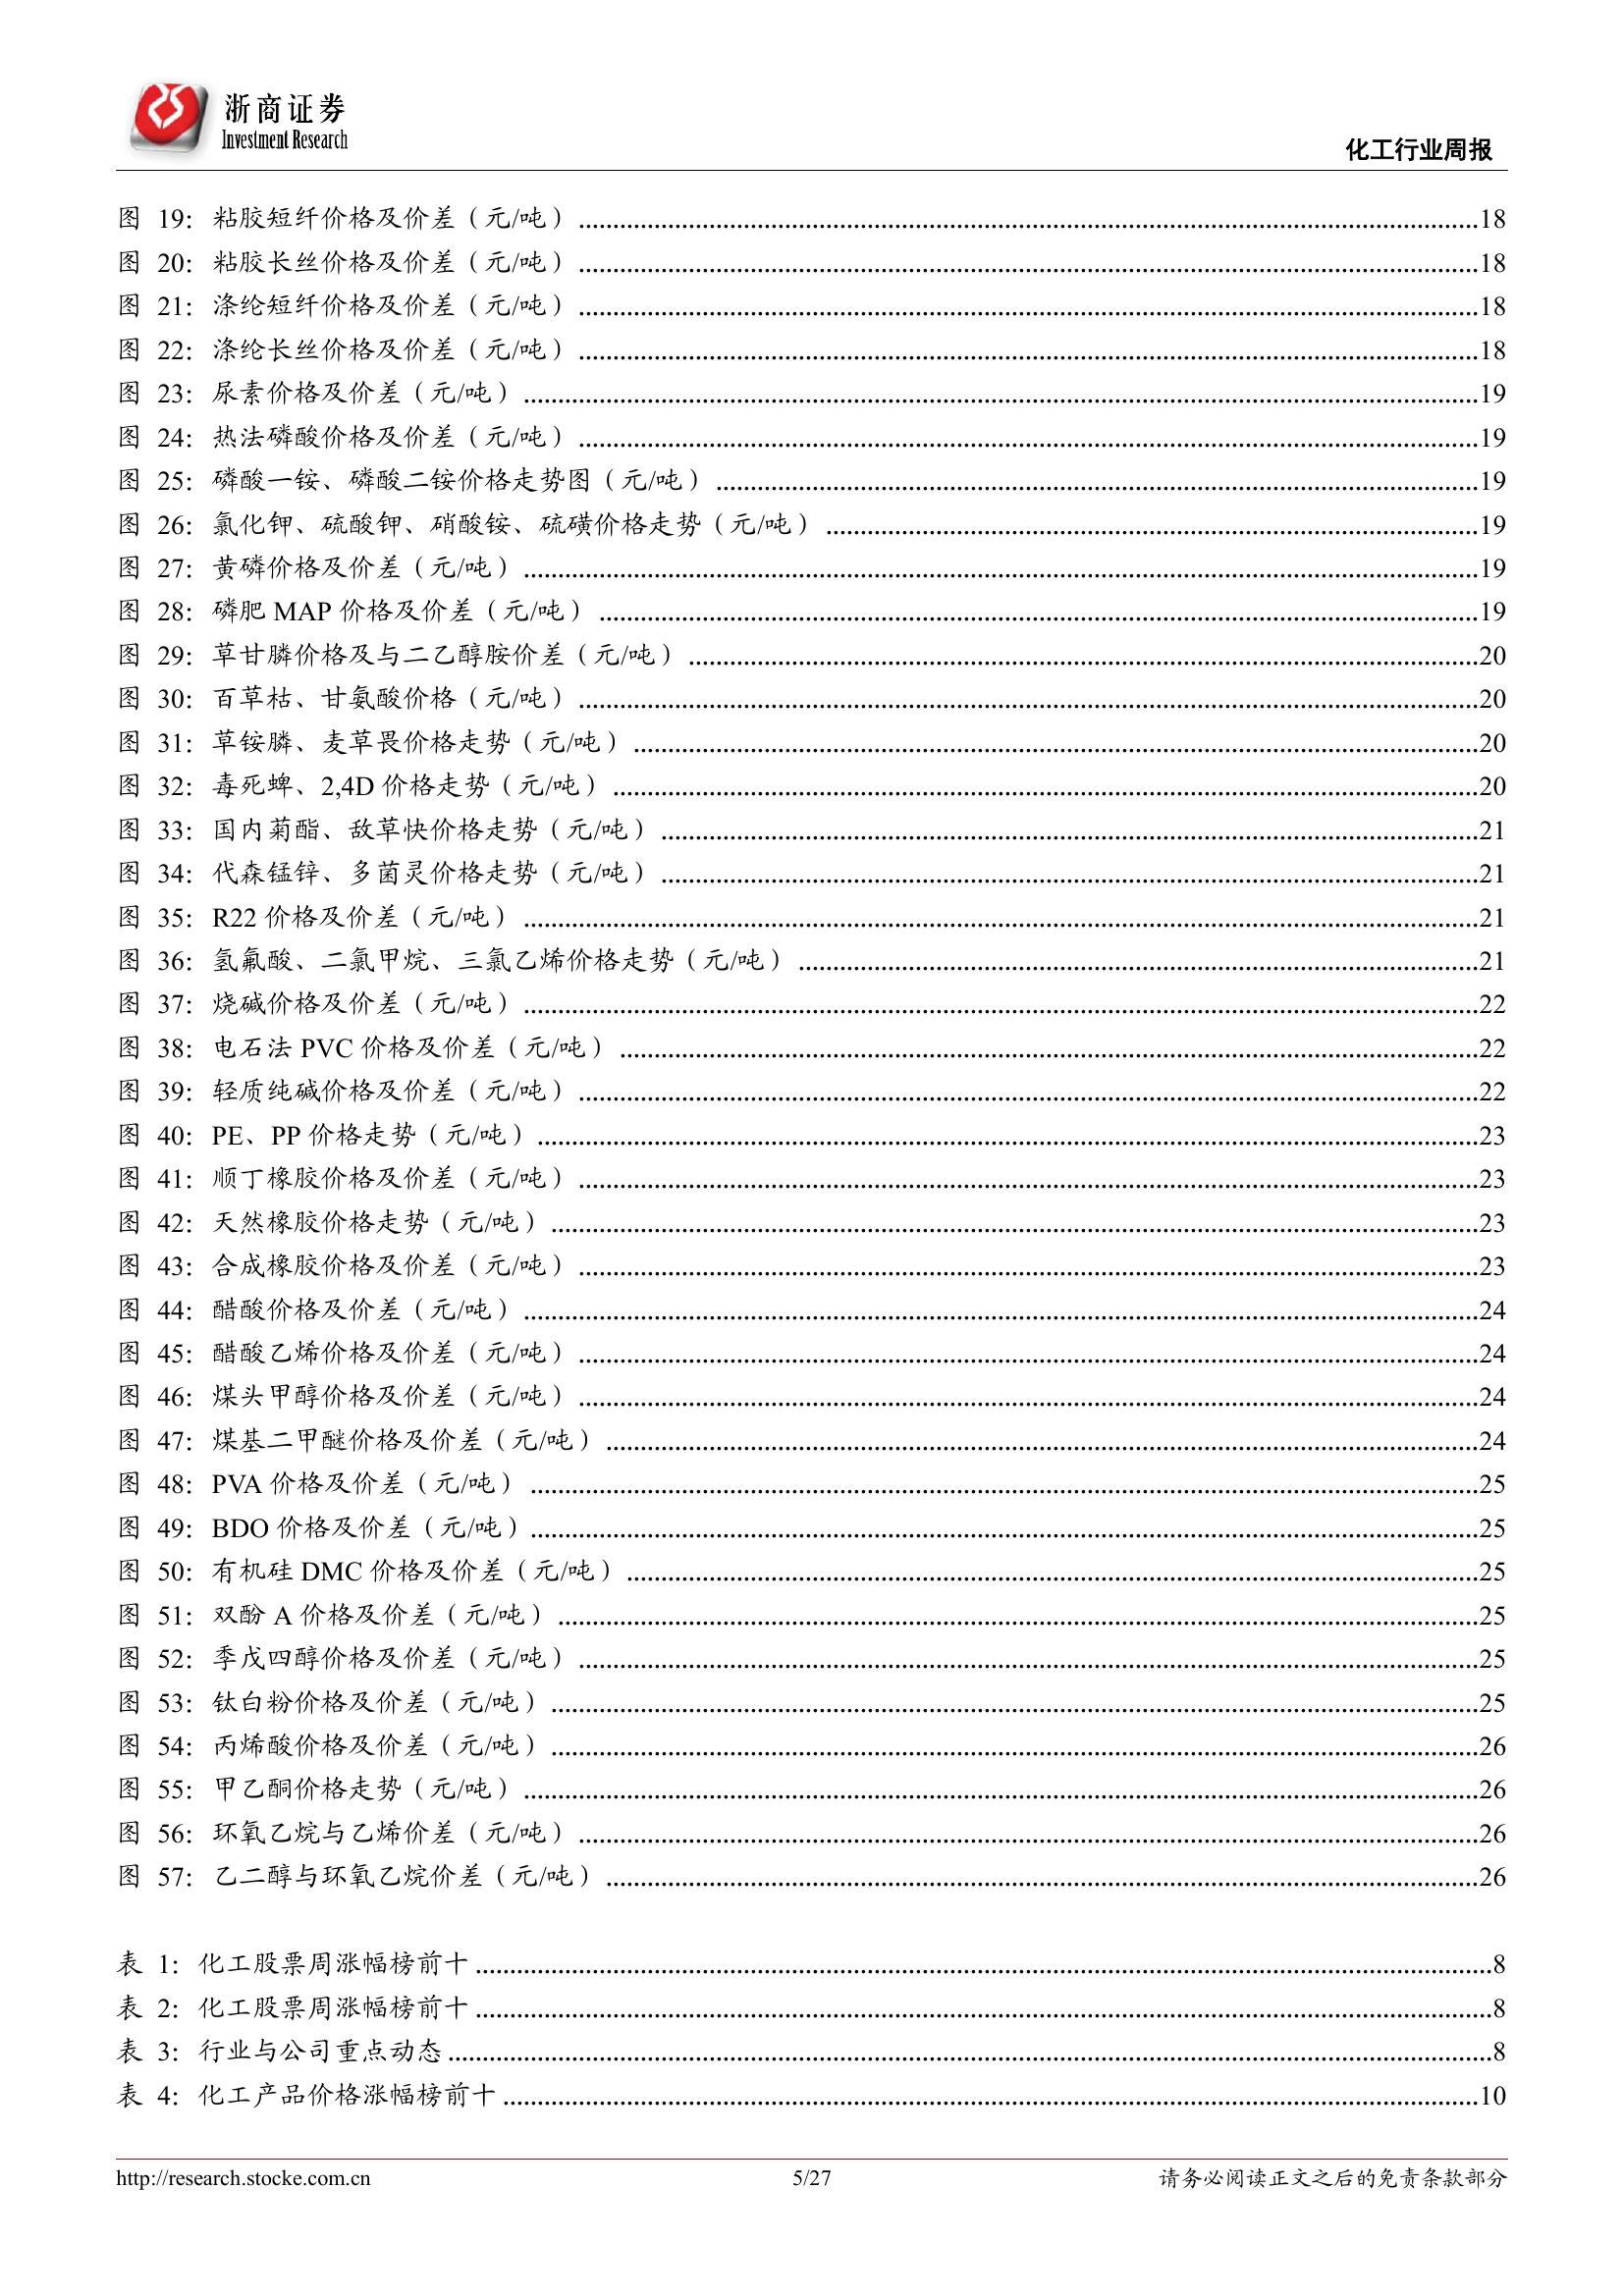 浙商证券
Investment Research
化工行业周报
图 19: 粘胶短纤价格及价差（元/吨） 18
图 20: 粘胶长丝价格及价差（元/吨） 18
图 21: 涤纶短纤价格及价差（元/吨） 18
图 22: 涤纶长丝价格及价差（元/吨） 18
图 23: 尿素价格及价差（元/吨） 19
图 24: 热法磷酸价格及价差（元/吨） 19
图 25: 磷酸一铵、磷酸二铵价格走势图（元/吨） 19
图 26: 氯化钾、硫酸钾、硝酸铵、硫磺价格走势（元/吨） 19
图 27: 黄磷价格及价差（元/吨） 19
图 28: 磷肥 MAP 价格及价差（元/吨） 19
图 29: 草甘膦价格及与二乙醇胺价差（元/吨） 20
图 30: 百草枯、甘氨酸价格（元/吨） 20
图 31: 草铵膦、麦草畏价格走势（元/吨） 20
图 32: 毒死蜱、2,4D 价格走势（元/吨） 20
图 33: 国内菊酯、敌草快价格走势（元/吨） 21
图 34: 代森锰锌、多菌灵价格走势（元/吨） 21
图 35: R22 价格及价差（元/吨） 21
图 36: 氢氟酸、二氯甲烷、三氯乙烯价格走势（元/吨） 21
图 37: 烧碱价格及价差（元/吨） 22
图 38: 电石法 PVC 价格及价差（元/吨） 22
图 39: 轻质纯碱价格及价差（元/吨） 22
图 40: PE、PP 价格走势（元/吨） 23
图 41: 顺丁橡胶价格及价差（元/吨） 23
图 42: 天然橡胶价格走势（元/吨） 23
图 43: 合成橡胶价格及价差（元/吨） 23
图 44: 醋酸价格及价差（元/吨） 24
图 45: 醋酸乙烯价格及价差（元/吨） 24
图 46: 煤头甲醇价格及价差（元/吨） 24
图 47: 煤基二甲醚价格及价差（元/吨） 24
图 48: PVA 价格及价差（元/吨） 25
图 49: BDO 价格及价差（元/吨） 25
图 50: 有机硅 DMC 价格及价差（元/吨） 25
图 51: 双酚 A 价格及价差（元/吨） 25
图 52: 季戊四醇价格及价差（元/吨） 25
图 53: 钛白粉价格及价差（元/吨） 25
图 54: 丙烯酸价格及价差（元/吨） 26
图 55: 甲乙酮价格走势（元/吨） 26
图 56: 环氧乙烷与乙烯价差（元/吨） 26
图 57: 乙二醇与环氧乙烷价差（元/吨） 26
表 1: 化工股票周涨幅榜前十 8
表 2: 化工股票周涨幅榜前十 8
表 3: 行业与公司重点动态 8
表 4: 化工产品价格涨幅榜前十 10
http://research.stocke.com.cn 5/27 请务必阅读正文之后的免责条款部分